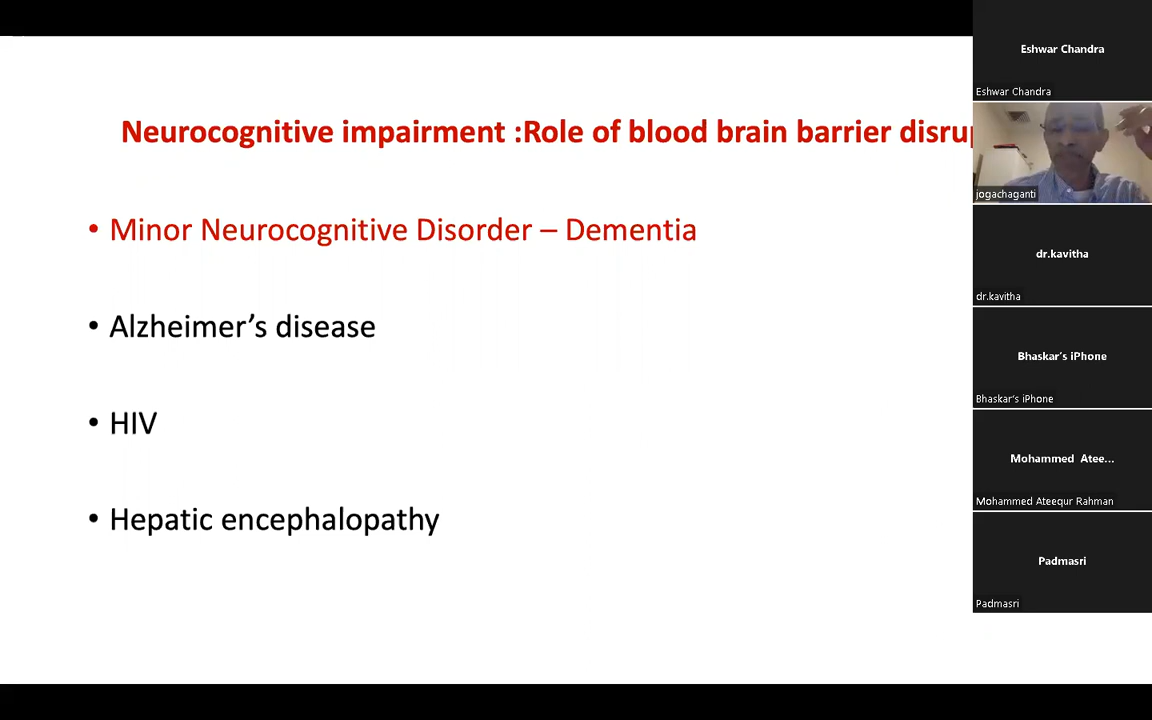 Neurocognitive impairment :Role of blood brain barrier
• Minor Neurocognitive Disorder – Dementia
• Alzheimer’s disease
• HIV
• Hepatic encephalopathy
Eshwar Chandra
Eshwar Chandra
jogachaganti
dr.kavitha
dr.kavitha
Bhaskar’s iPhone
Bhaskar’s iPhone
Mohammed Atee...
Mohammed Ateequr Rahman
Padmasri
Padmasri